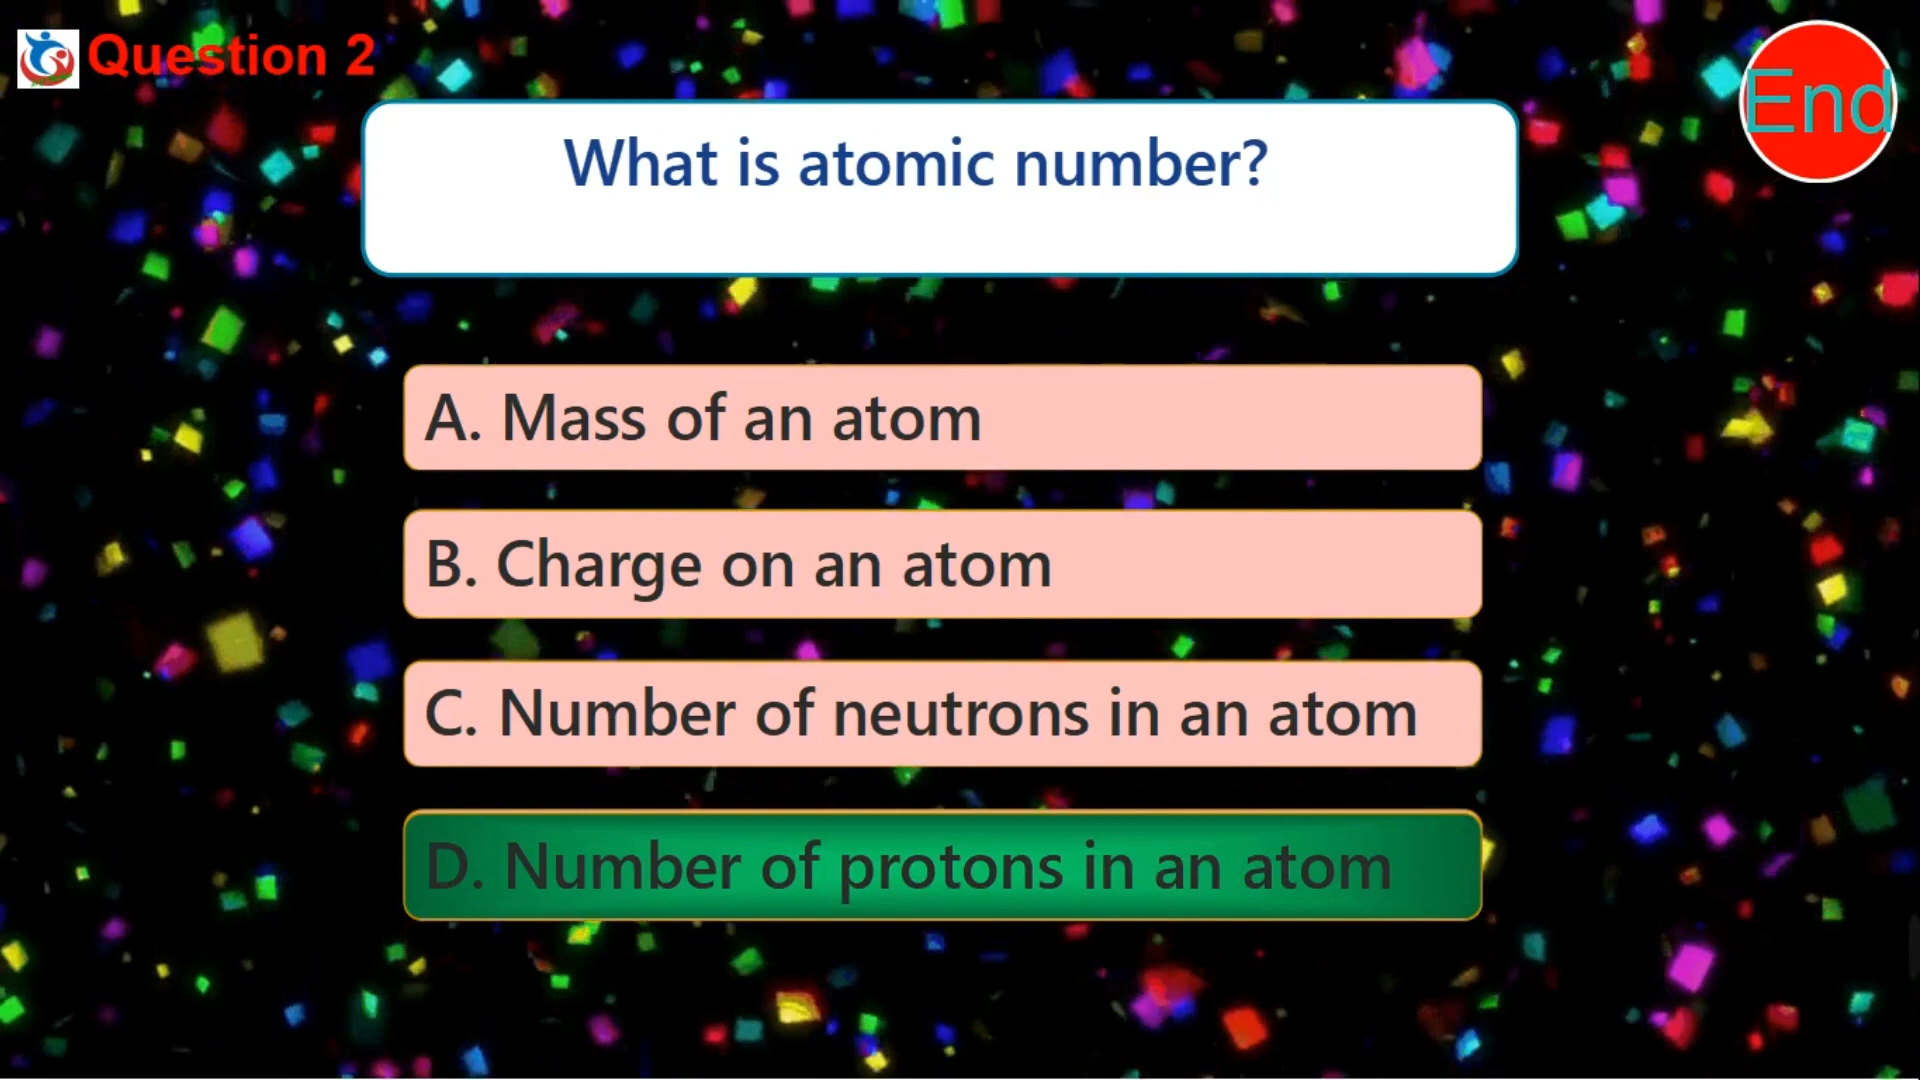 Question 2
End
What is atomic number?
A. Mass of an atom
B. Charge on an atom
C. Number of neutrons in an atom
D. Number of protons in an atom